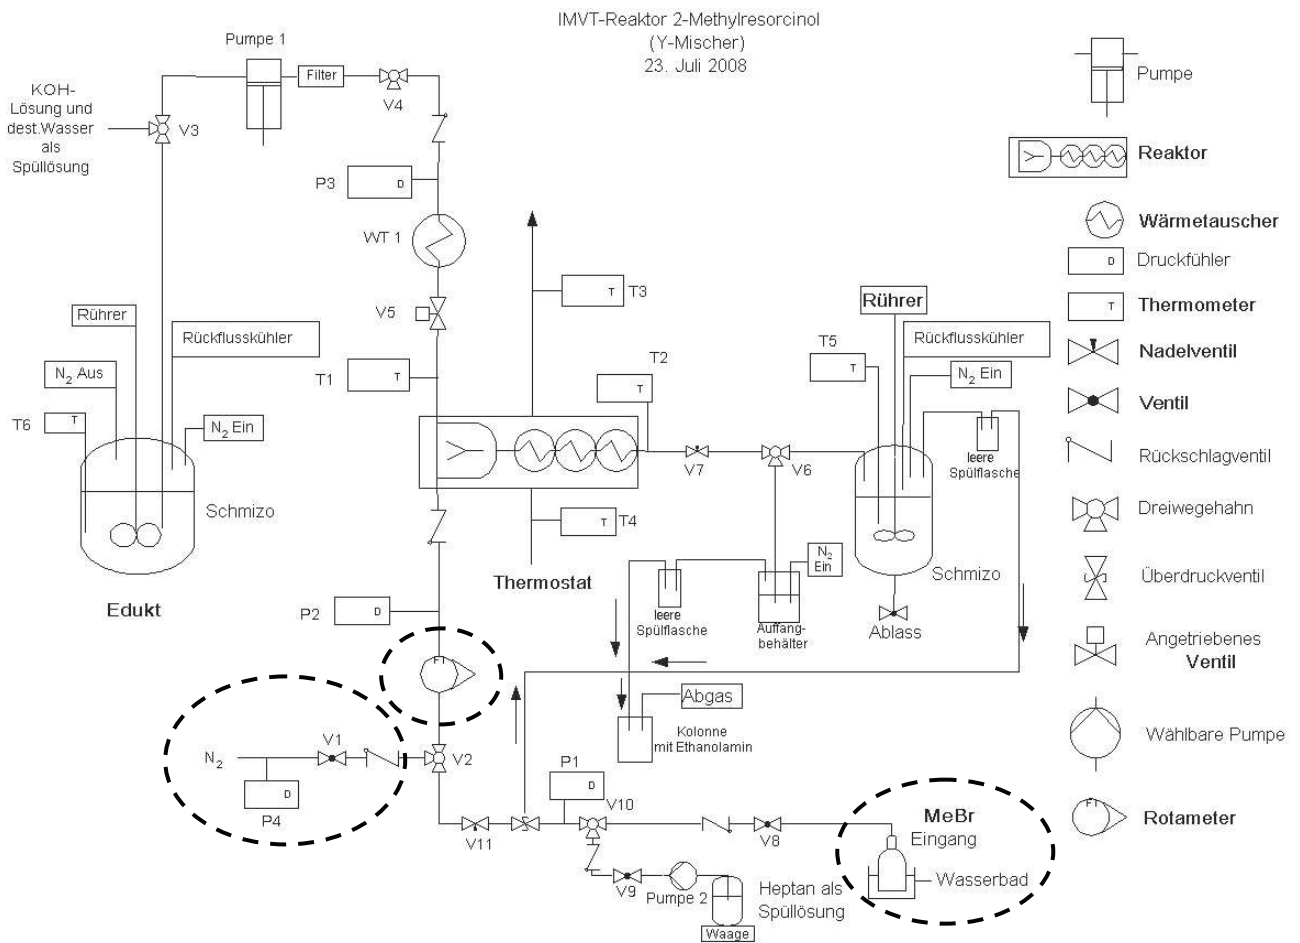 IMVT-Reaktor 2-Methylresorcinol
(Y-Mischer)
23. Juli 2008
Pumpe 1
Filter
V4
KOH-
Lösung und
dest.Wasser
als
Spüllösung
V3
P3
D
WT 1
V5
T1
T
T3
T
T2
T
Rührer
Rückflusskühler
N2 Aus
T6
T
N2 Ein
Schmizo
Edukt
Rührer
T5
T
Rückflusskühler
N2 Ein
leere
Spülflasche
V7
V6
T4
T
Thermostat
Schmizo
Ablass
N2
Ein
leere
Spülflasche
Auffang-
behälter
P2
D
FI
Abgas
Kolonne
mit Ethanolamin
N2
V1
V2
D
P4
P1
D
V10
V11
V8
MeBr
Eingang
Wasserbad
V9
Pumpe 2
Heptan als
Spüllösung
Waage
Pumpe
Reaktor
Wärmetauscher
D
Druckfühler
T
Thermometer
Nadelventil
Ventil
Rückschlagventil
Dreiwegehahn
Überdruckventil
Angetriebenes
Ventil
Wählbare Pumpe
FI
Rotameter